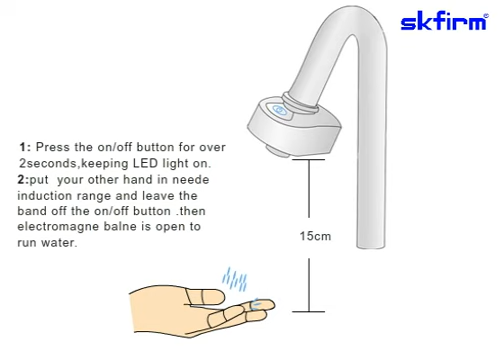 skfirm®
1: Press the on/off button for over
2seconds,keeping LED light on.
2:put your other hand in neede
induction range and leave the
band off the on/off button .then
electromagne balne is open to
run water.
15cm